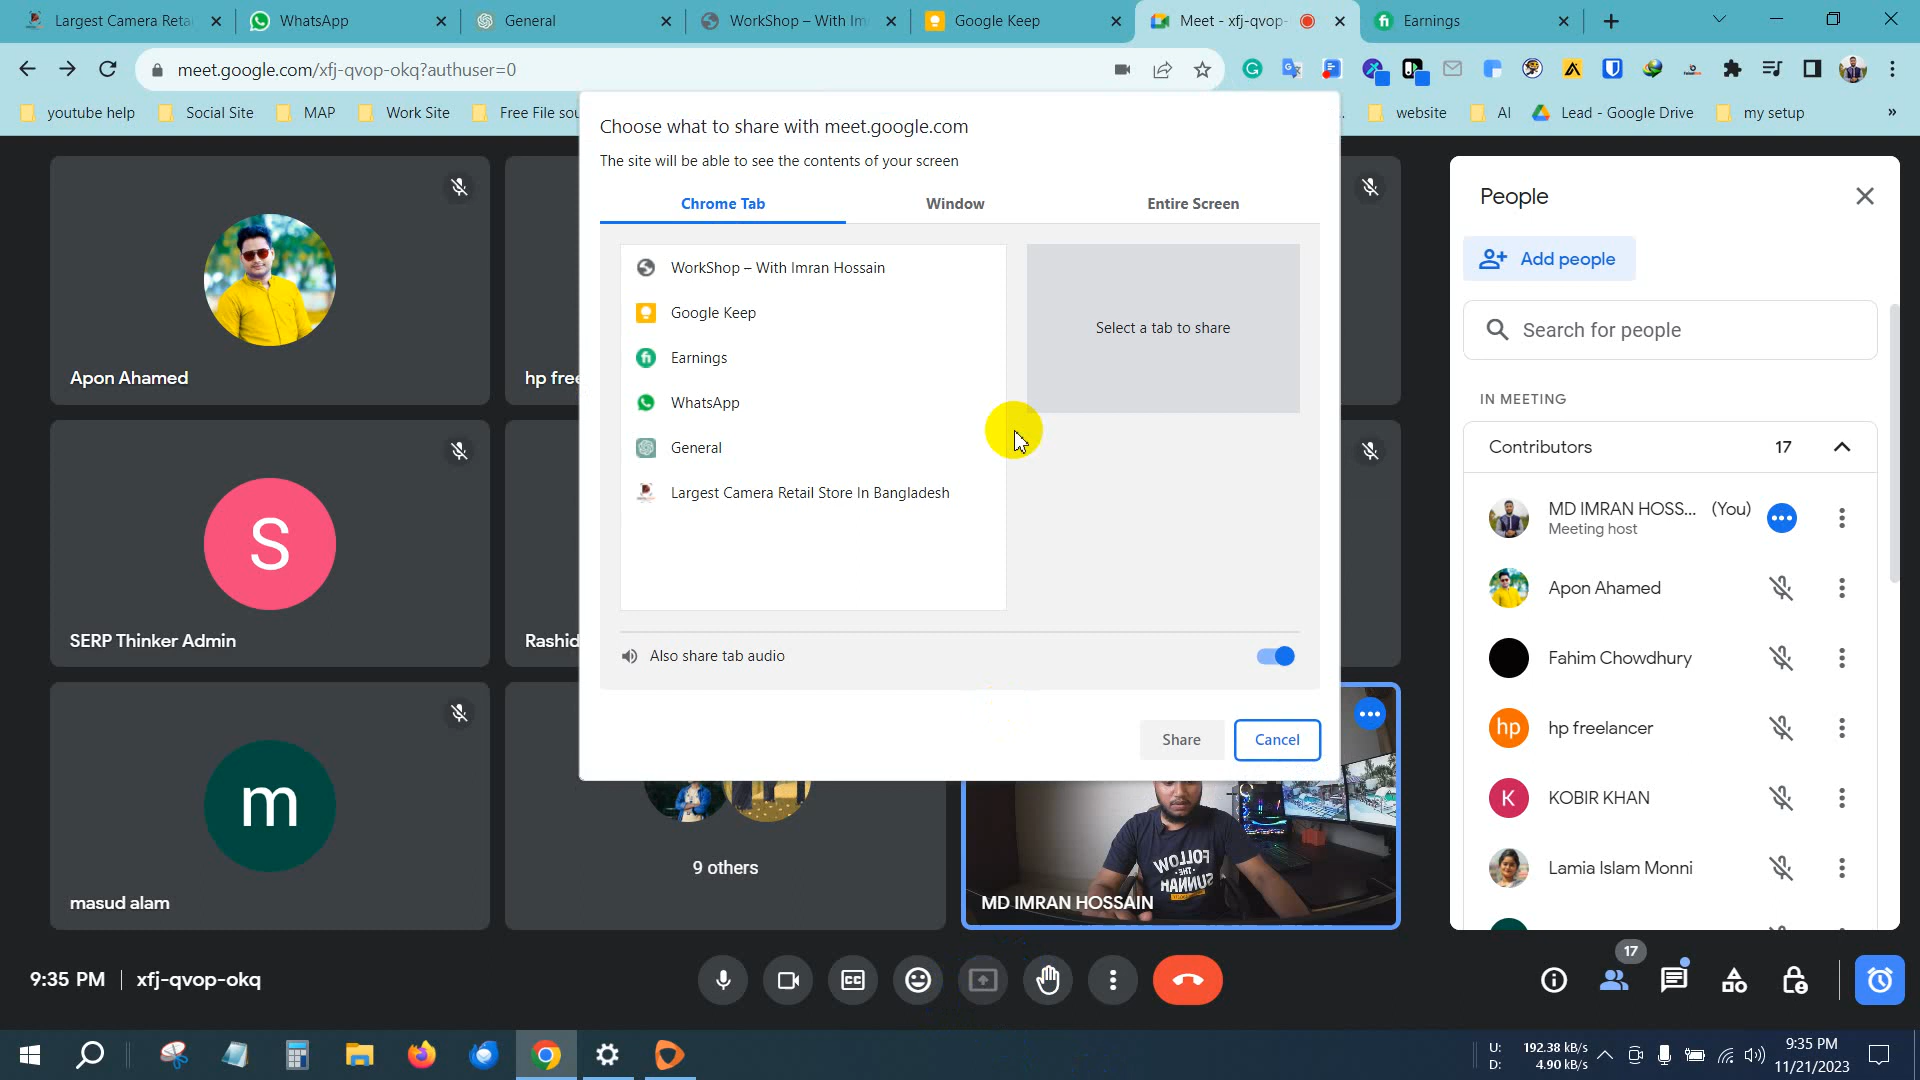 Largest Camera Reta
WhatsApp
General
WorkShop – With Im
Google Keep
Meet - xfj-qvop-
Earnings
meet.google.com/xfj-qvop-okq?authuser=0
youtube help
Social Site
MAP
Work Site
Free File sou
website
AI
Lead - Google Drive
my setup
»
Choose what to share with meet.google.com
The site will be able to see the contents of your screen
Chrome Tab
Window
Entire Screen
WorkShop – With Imran Hossain
Google Keep
Earnings
WhatsApp
General
Largest Camera Retail Store In Bangladesh
Select a tab to share
Also share tab audio
Share
Cancel
Apon Ahamed
hp free
S
SERP Thinker Admin
Rashid
m
masud alam
9 others
FOLLOW
THE
SUNNAH
MD IMRAN HOSSAIN
People
Add people
Search for people
IN MEETING
Contributors
17
MD IMRAN HOSS... (You)
Meeting host
Apon Ahamed
Fahim Chowdhury
hp
hp freelancer
K
KOBIR KHAN
Lamia Islam Monni
9:35 PM | xfj-qvop-okq
CC
17
U: 192.38 kB/s
D: 4.90 kB/s
9:35 PM
11/21/2023